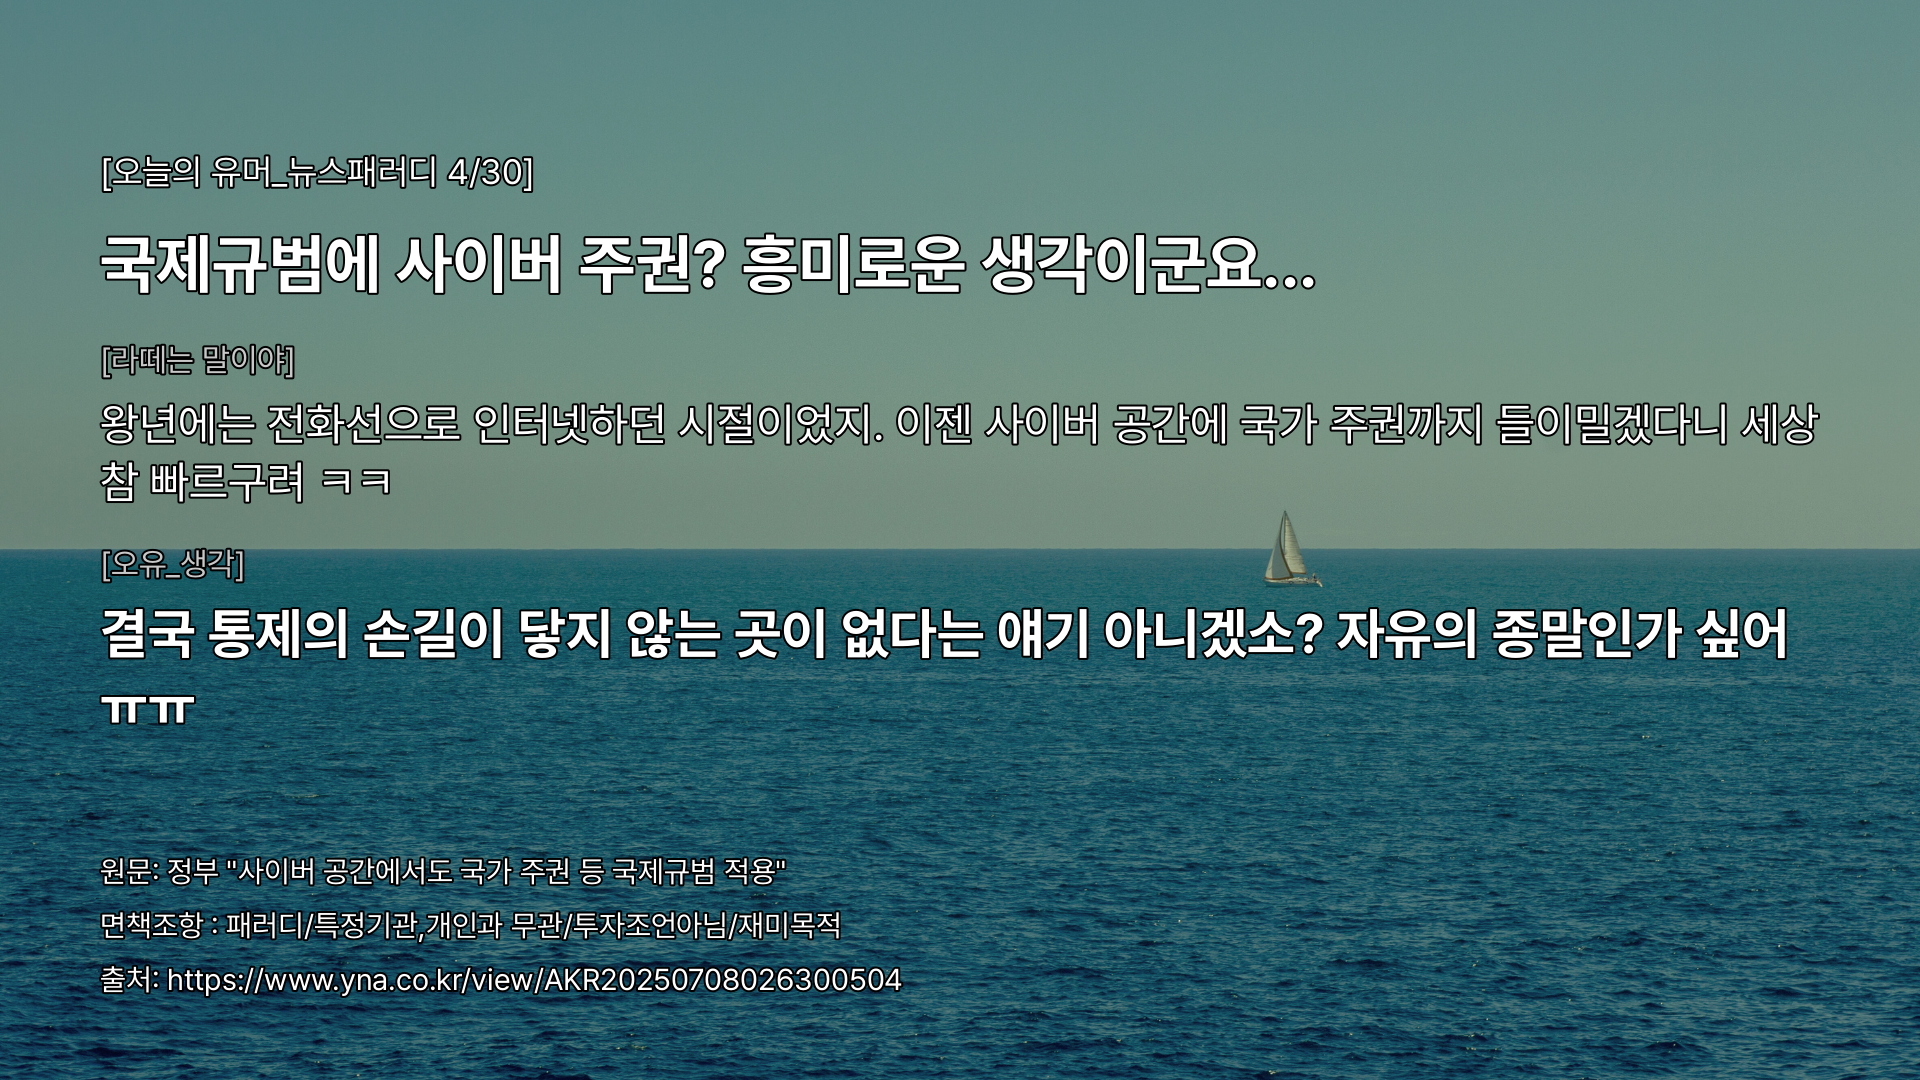 [오늘의 유머_뉴스패러디 4/30]
국제규범에 사이버 주권? 흥미로운 생각이군요...
[라떼는 말이야]
왕년에는 전화선으로 인터넷하던 시절이었지. 이젠 사이버 공간에 국가 주권까지 들이밀겠다니 세상
참 빠르구려 ㅋㅋ
[오유_생각]
결국 통제의 손길이 닿지 않는 곳이 없다는 얘기 아니겠소? 자유의 종말인가 싶어
ㅠㅠ
원문: 정부 "사이버 공간에서도 국가 주권 등 국제규범 적용"
면책조항 : 패러디/특정기관,개인과 무관/투자조언아님/재미목적
출처: https://www.yna.co.kr/view/AKR20250708026300504